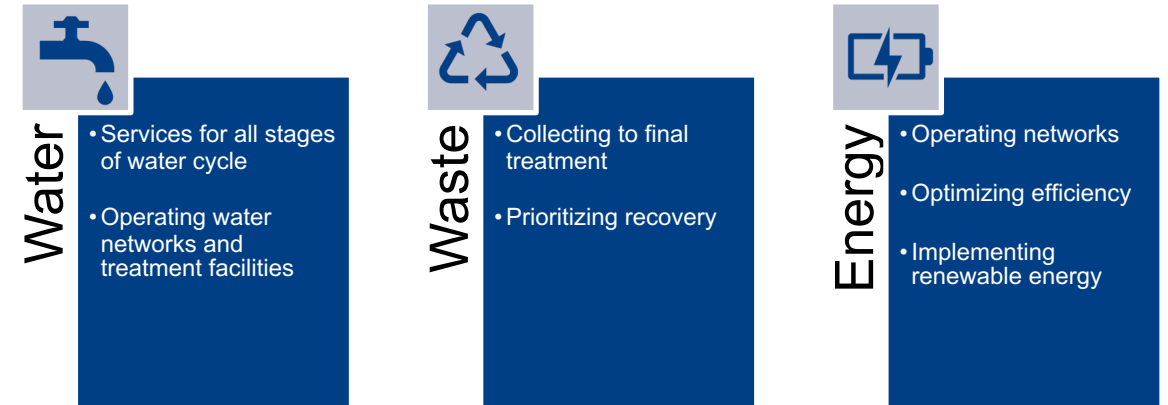 Water
• Services for all stages
of water cycle
• Operating water
networks and
treatment facilities
Waste
• Collecting to final
treatment
• Prioritizing recovery
Energy
• Operating networks
• Optimizing efficiency
• Implementing
renewable energy